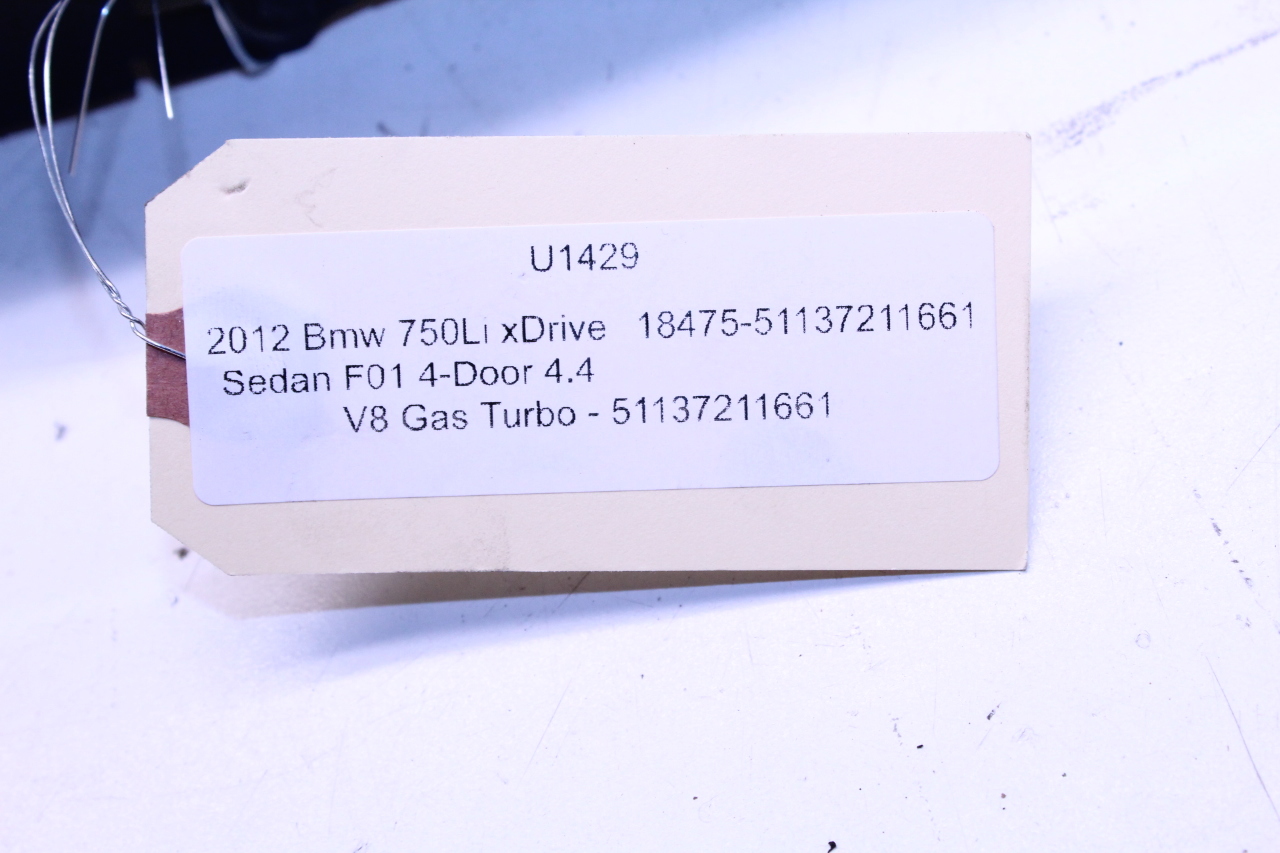 U1429
2012 Bmw 750Li xDrive 18475-51137211661
Sedan F01 4-Door 4.4
V8 Gas Turbo - 51137211661